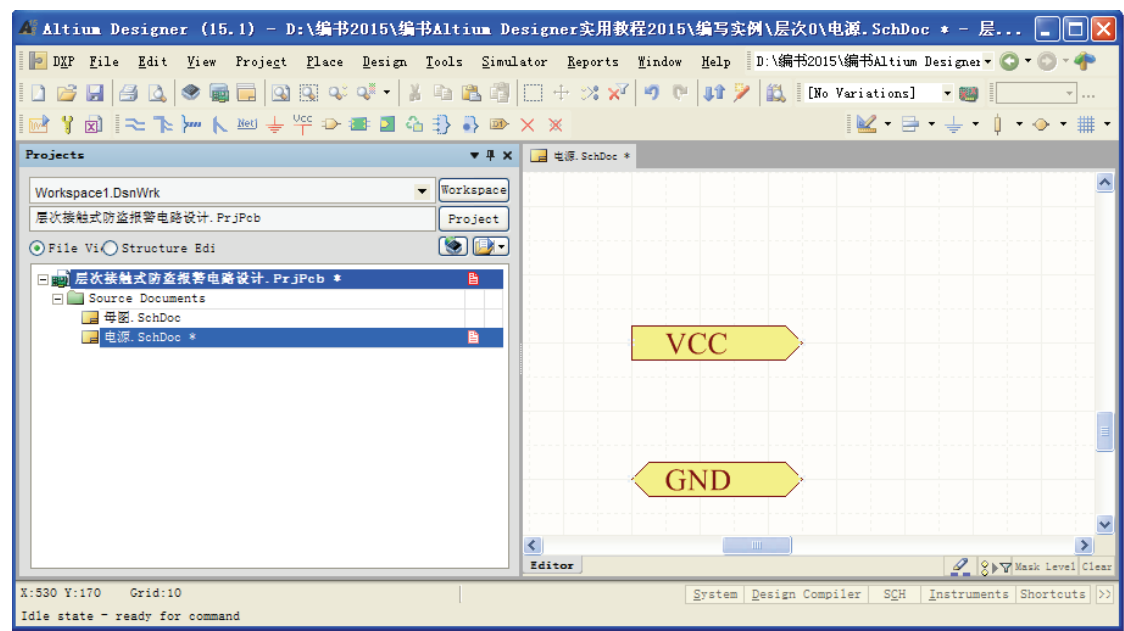 Altium Designer (15.1) - D:\编书2015\编书Altium Designer实用教程2015\编写实例\层次0\电源.SchDoc * - 层...
DXP File Edit View Project Place Design Tools Simulator Reports Window Help D:\编书2015\编书Altium Designer
[No Variations] ...
Net VCC
Projects
电源.SchDoc *
Workspace1.DsnWrk Workspace
层次接触式防盗报警电路设计.PrjPcb Project
File Vi Structure Edi
层次接触式防盗报警电路设计.PrjPcb *
Source Documents
母图.SchDoc
电源.SchDoc *
VCC
GND
Editor Mask Level Clear
X:530 Y:170 Grid:10 System Design Compiler SCH Instruments Shortcuts >>
Idle state - ready for command